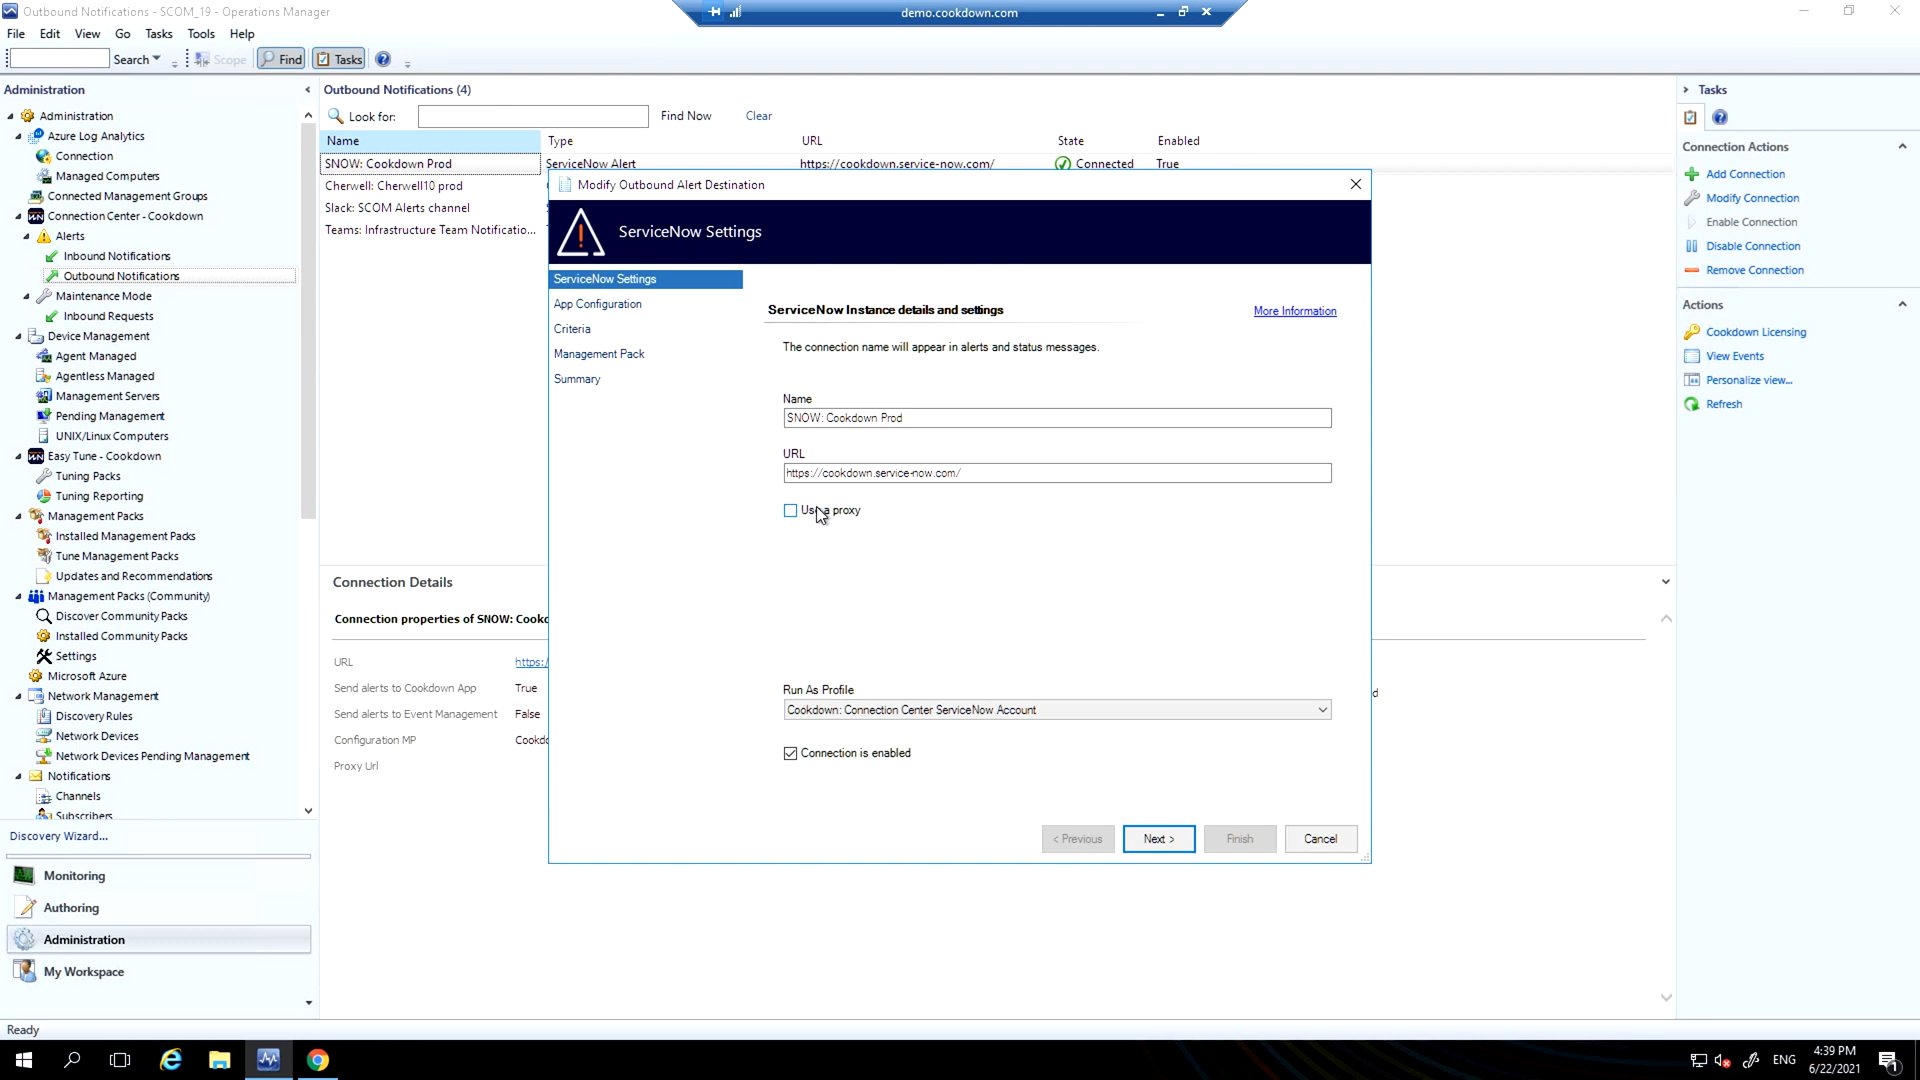 Outbound Notifications - SCOM_19 - Operations Manager
demo.cookdown.com
File Edit View Go Tasks Tools Help
Search Scope Find Tasks
Administration
Administration
Azure Log Analytics
Connection
Managed Computers
Connected Management Groups
Connection Center - Cookdown
Alerts
Inbound Notifications
Outbound Notifications
Maintenance Mode
Inbound Requests
Device Management
Agent Managed
Agentless Managed
Management Servers
Pending Management
UNIX/Linux Computers
Easy Tune - Cookdown
Tuning Packs
Tuning Reporting
Management Packs
Installed Management Packs
Tune Management Packs
Updates and Recommendations
Management Packs (Community)
Discover Community Packs
Installed Community Packs
Settings
Microsoft Azure
Network Management
Discovery Rules
Network Devices
Network Devices Pending Management
Notifications
Channels
Subscribers
Discovery Wizard...
Monitoring
Authoring
Administration
My Workspace
Ready
Outbound Notifications (4)
Look for: Find Now Clear
Name Type URL State Enabled
SNOW: Cookdown Prod ServiceNow Alert https://cookdown.service-now.com/ Connected True
Cherwell: Cherwell10 prod
Slack: SCOM Alerts channel
Teams: Infrastructure Team Notificatio...
Connection Details
Connection properties of SNOW: Cookd
URL https:/
Send alerts to Cookdown App True
Send alerts to Event Management False
Configuration MP Cookdo
Proxy Url
d
Modify Outbound Alert Destination
ServiceNow Settings
ServiceNow Settings
App Configuration
Criteria
Management Pack
Summary
ServiceNow Instance details and settings
More Information
The connection name will appear in alerts and status messages.
Name
SNOW: Cookdown Prod
URL
https://cookdown.service-now.com/
Use a proxy
Run As Profile
Cookdown: Connection Center ServiceNow Account
Connection is enabled
< Previous Next > Finish Cancel
Tasks
Connection Actions
Add Connection
Modify Connection
Enable Connection
Disable Connection
Remove Connection
Actions
Cookdown Licensing
View Events
Personalize view...
Refresh
ENG
4:39 PM
6/22/2021
1